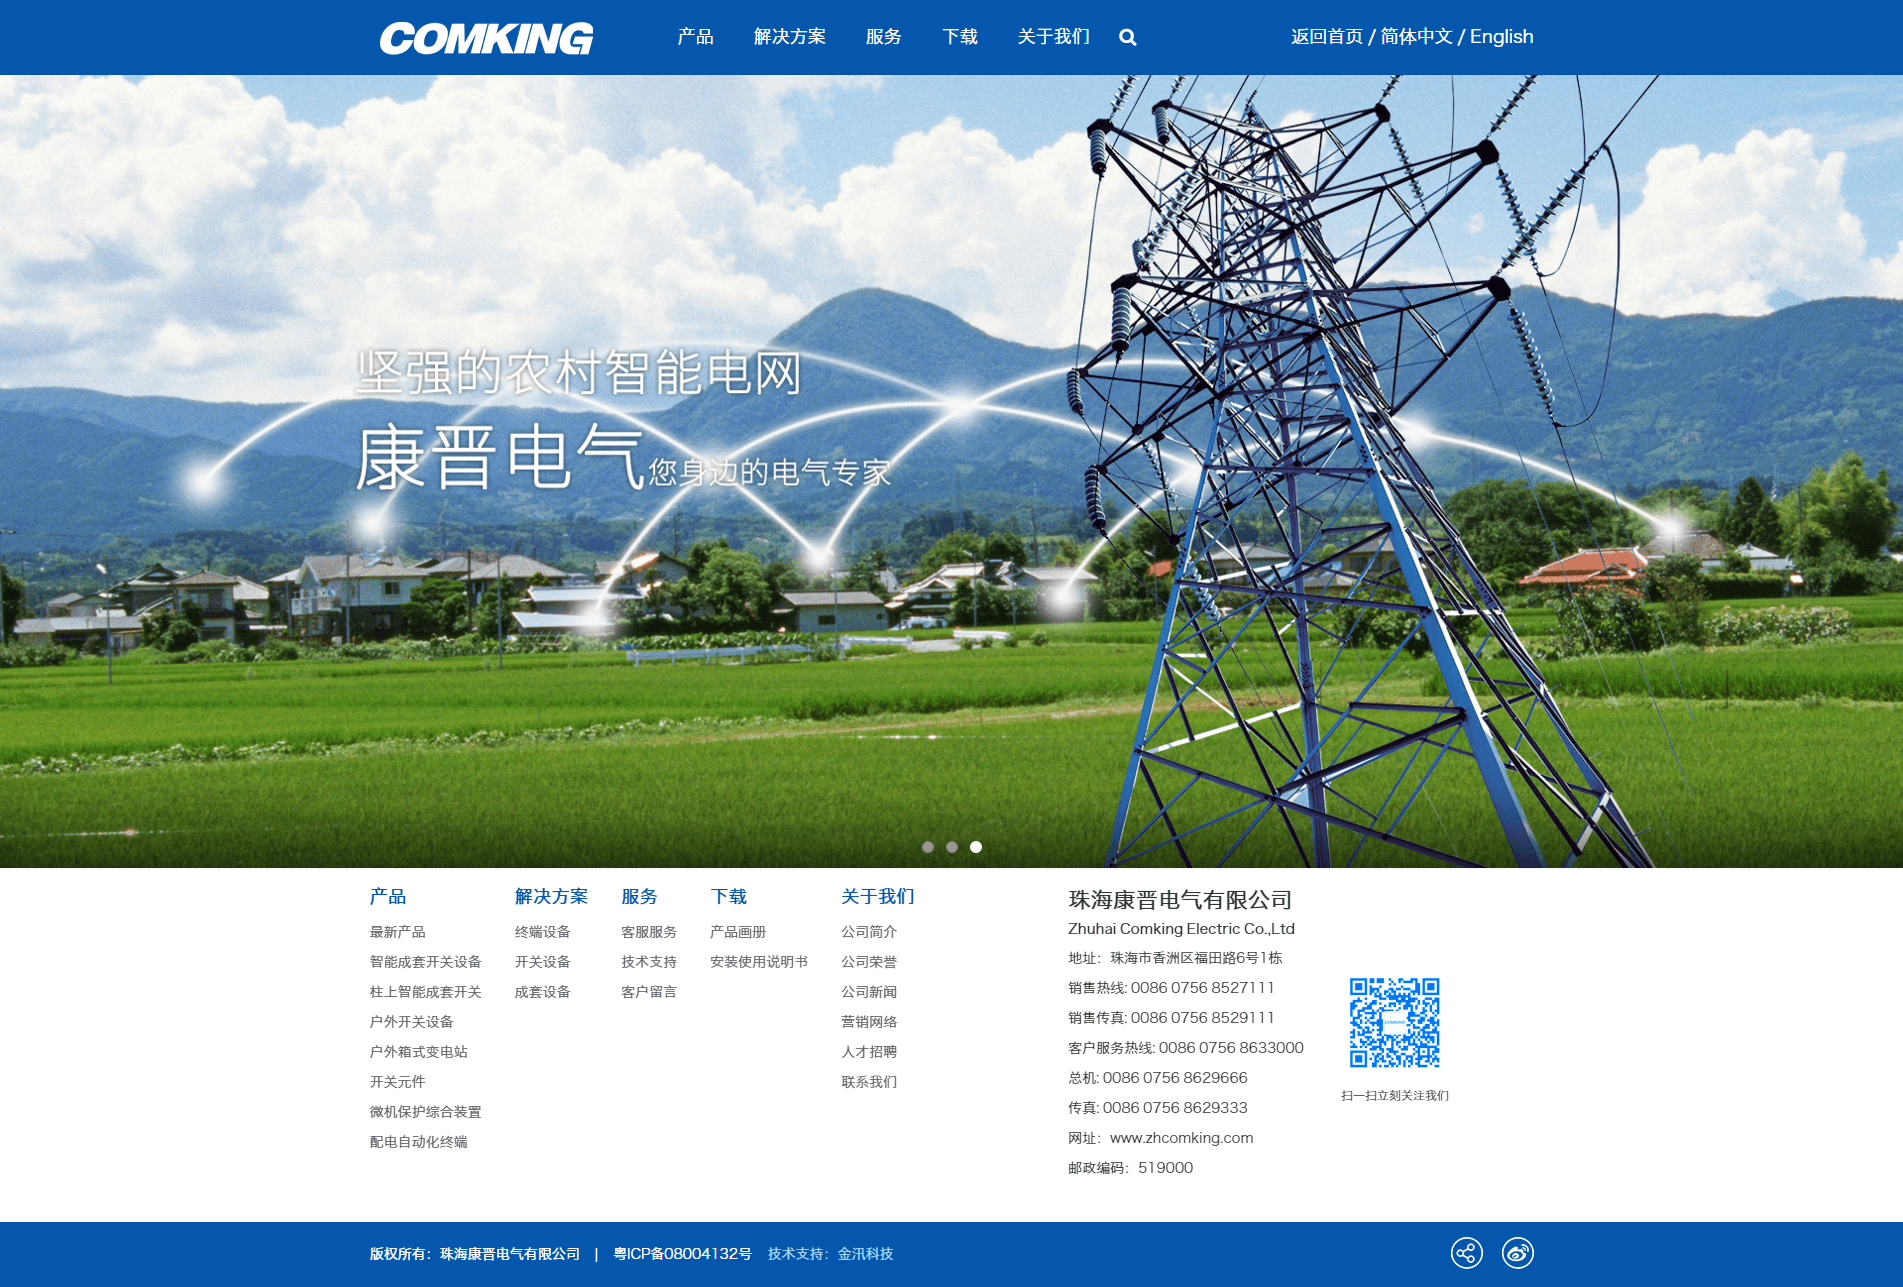 COMKING
产品 解决方案 服务 下载 关于我们
返回首页 / 简体中文 / English
坚强的农村智能电网
康晋电气您身边的电气专家
产品
最新产品
智能成套开关设备
柱上智能成套开关
户外开关设备
户外箱式变电站
开关元件
微机保护综合装置
配电自动化终端
解决方案
终端设备
开关设备
成套设备
服务
客服服务
技术支持
客户留言
下载
产品画册
安装使用说明书
关于我们
公司简介
公司荣誉
公司新闻
营销网络
人才招聘
联系我们
珠海康晋电气有限公司
Zhuhai Comking Electric Co.,Ltd
地址：珠海市香洲区福田路6号1栋
销售热线: 0086 0756 8527111
销售传真: 0086 0756 8529111
客户服务热线: 0086 0756 8633000
总机: 0086 0756 8629666
传真: 0086 0756 8629333
网址：www.zhcomking.com
邮政编码：519000
COMKING
扫一扫立刻关注我们
版权所有：珠海康晋电气有限公司 | 粤ICP备08004132号 技术支持：金汛科技